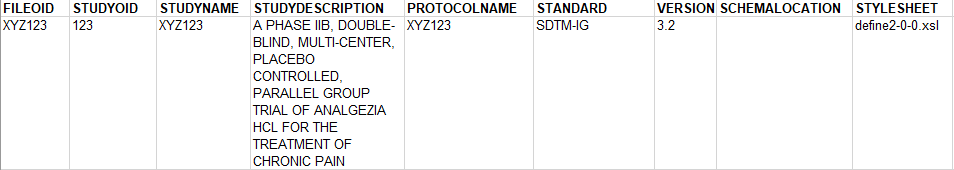 FILEOID STUDYOID STUDYNAME STUDYDESCRIPTION PROTOCOLNAME STANDARD VERSION SCHEMALOCATION STYLESHEET
XYZ123 123 XYZ123 A PHASE IIB, DOUBLE- XYZ123 SDTM-IG 3.2 define2-0-0.xsl
BLIND, MULTI-CENTER,
PLACEBO
CONTROLLED,
PARALLEL GROUP
TRIAL OF ANALGEZIA
HCL FOR THE
TREATMENT OF
CHRONIC PAIN